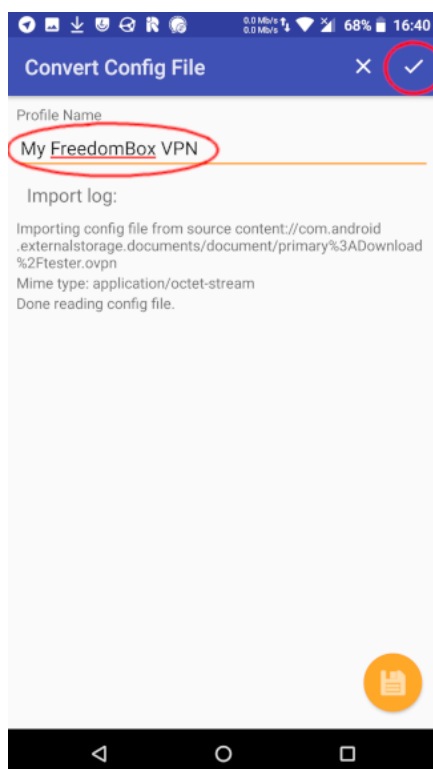 0.0 Mb/s
0.0 Mb/s
68%
16:40
Convert Config File
Profile Name
My FreedomBox VPN
Import log:
Importing config file from source content://com.android
.externalstorage.documents/document/primary%3ADownload
%2Ftester.ovpn
Mime type: application/octet-stream
Done reading config file.